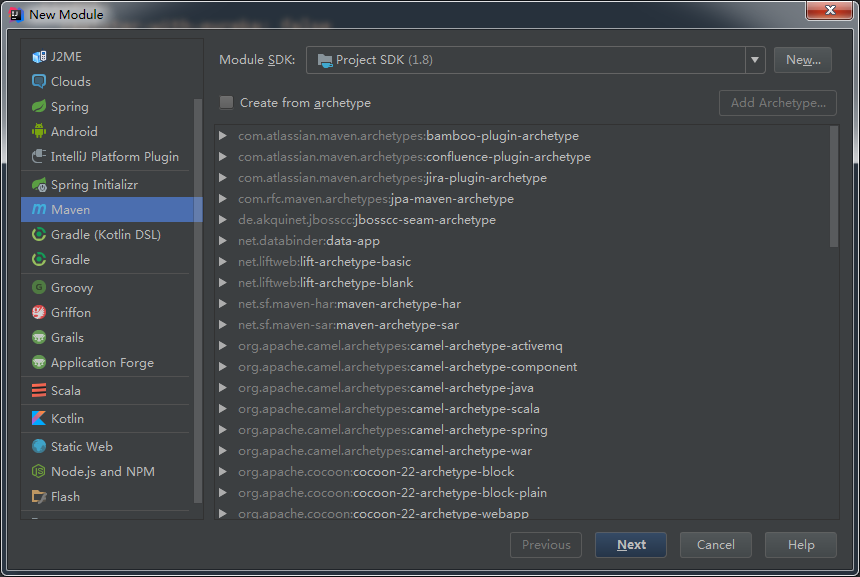 New Module
J2ME
Clouds
Spring
Android
IntelliJ Platform Plugin
Spring Initializr
Maven
Gradle (Kotlin DSL)
Gradle
Groovy
Griffon
Grails
Application Forge
Scala
Kotlin
Static Web
Node.js and NPM
Flash
Module SDK: Project SDK (1.8) New...
Create from archetype Add Archetype...
com.atlassian.maven.archetypes:bamboo-plugin-archetype
com.atlassian.maven.archetypes:confluence-plugin-archetype
com.atlassian.maven.archetypes:jira-plugin-archetype
com.rfc.maven.archetypes:jpa-maven-archetype
de.akquinet.jbosscc:jbosscc-seam-archetype
net.databinder:data-app
net.liftweb:lift-archetype-basic
net.liftweb:lift-archetype-blank
net.sf.maven-har:maven-archetype-har
net.sf.maven-sar:maven-archetype-sar
org.apache.camel.archetypes:camel-archetype-activemq
org.apache.camel.archetypes:camel-archetype-component
org.apache.camel.archetypes:camel-archetype-java
org.apache.camel.archetypes:camel-archetype-scala
org.apache.camel.archetypes:camel-archetype-spring
org.apache.camel.archetypes:camel-archetype-war
org.apache.cocoon:cocoon-22-archetype-block
org.apache.cocoon:cocoon-22-archetype-block-plain
org.apache.cocoon:cocoon-22-archetype-webapp
Previous Next Cancel Help